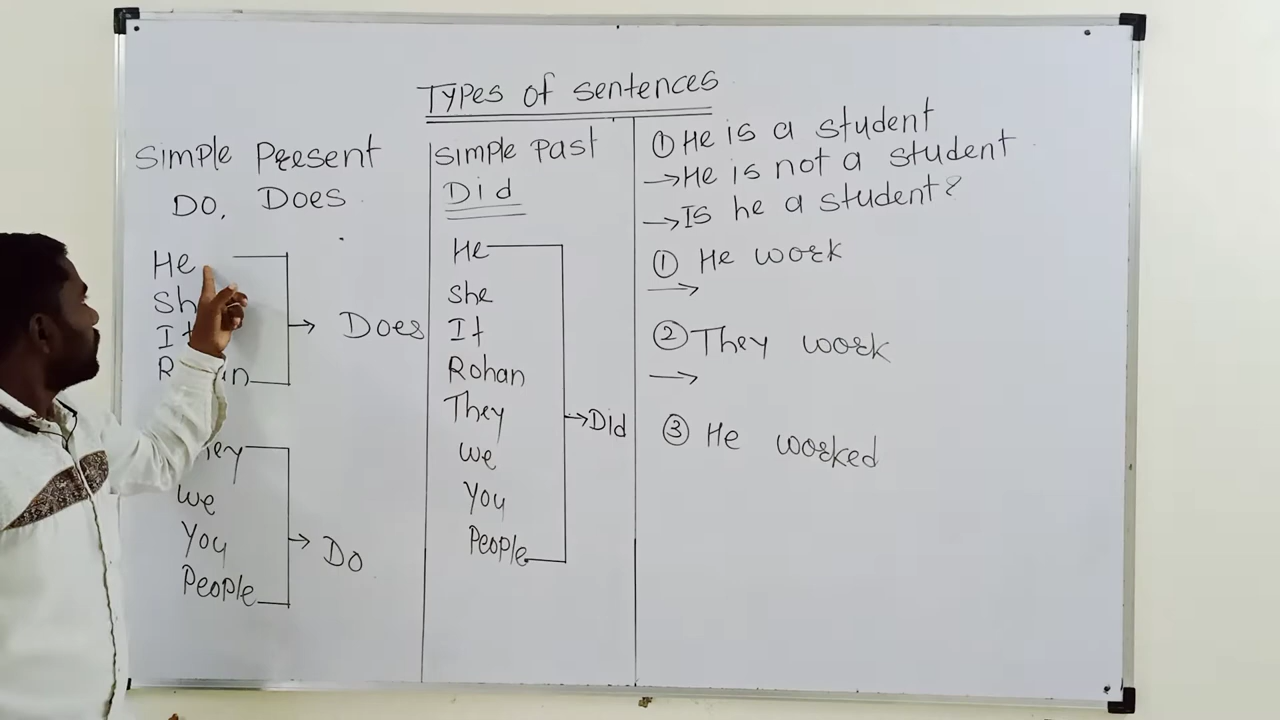 Types of sentences
Simple Present
Do, Does
He
It
Does
we
You
People
Do
Simple Past
Did
He
She
It
Rohan
They
we
You
People
Did
① He is a student
→ He is not a student
→ Is he a student?
① He work
→
② They work
→
③ He worked